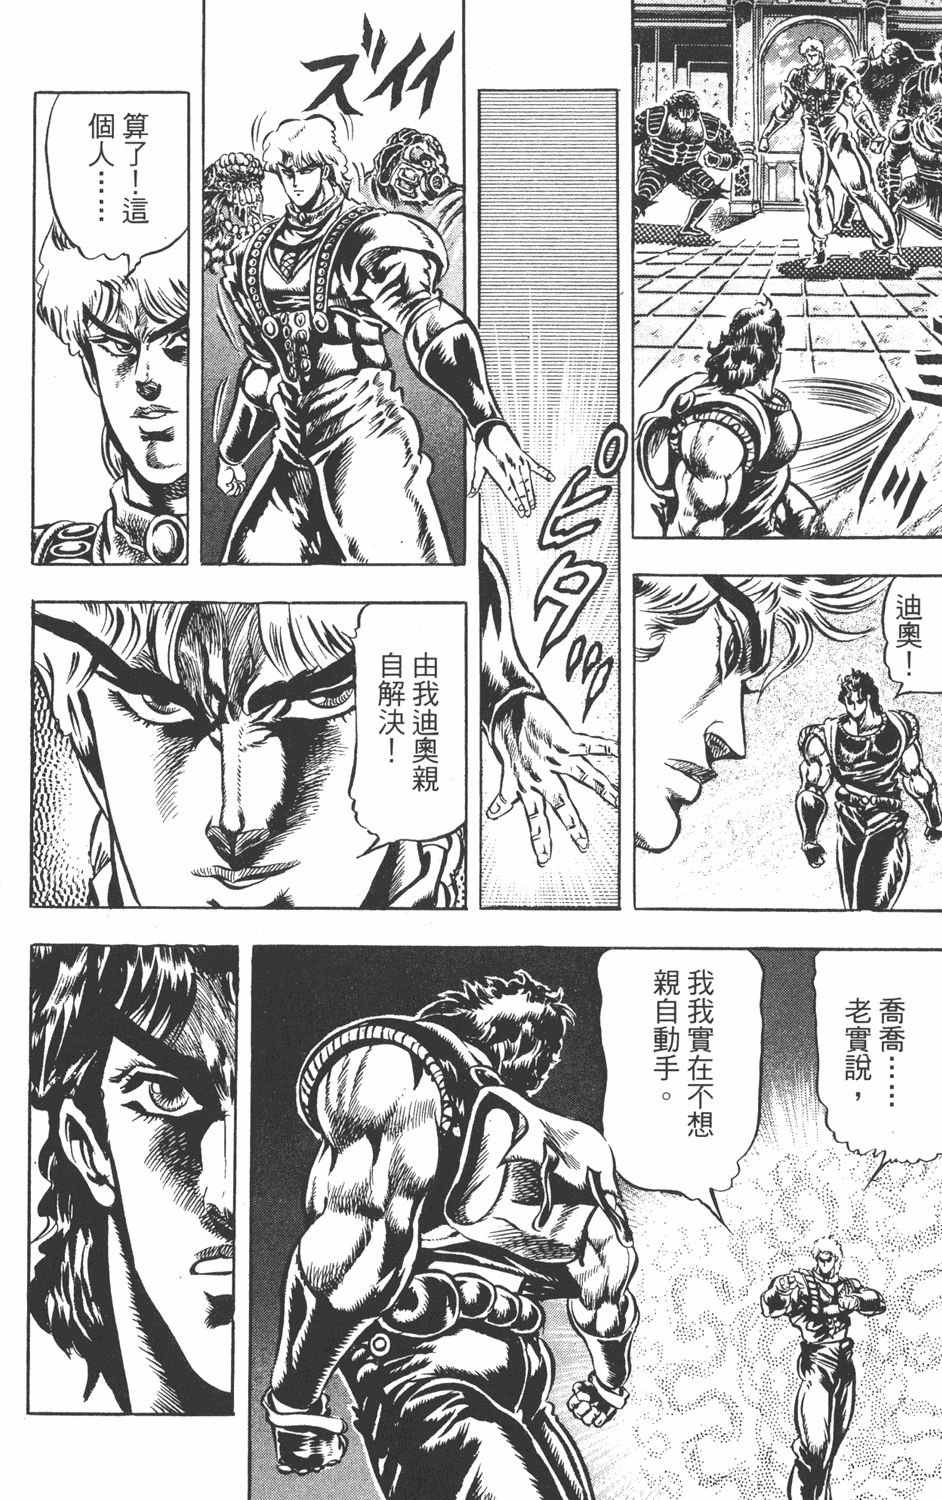 迪奧！
ピタッ
ズイイ
算了！這
個人……
由我迪奧親
自解決！
喬喬……
老實說，
我我實在不想
親自動手。